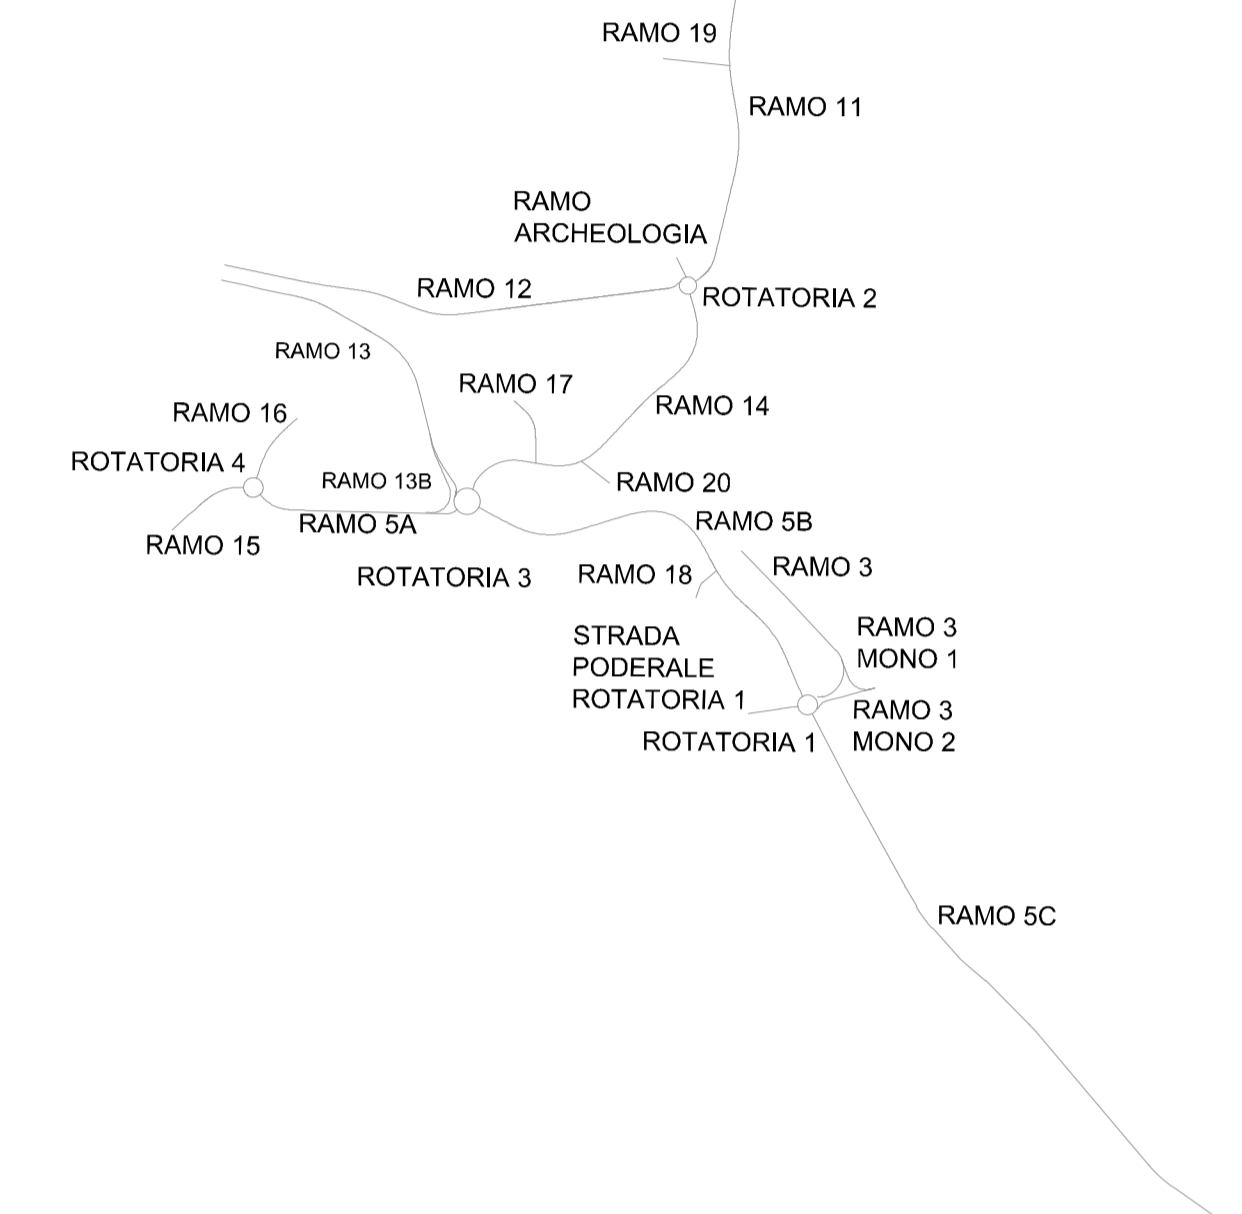 RAMO 19
RAMO 11
RAMO
ARCHEOLOGIA
RAMO 12
ROTATORIA 2
RAMO 13
RAMO 17
RAMO 14
RAMO 16
ROTATORIA 4
RAMO 13B
RAMO 20
RAMO 5A
RAMO 5B
RAMO 15
ROTATORIA 3
RAMO 18
RAMO 3
STRADA
PODERALE
ROTATORIA 1
RAMO 3
MONO 1
RAMO 3
MONO 2
ROTATORIA 1
RAMO 5C